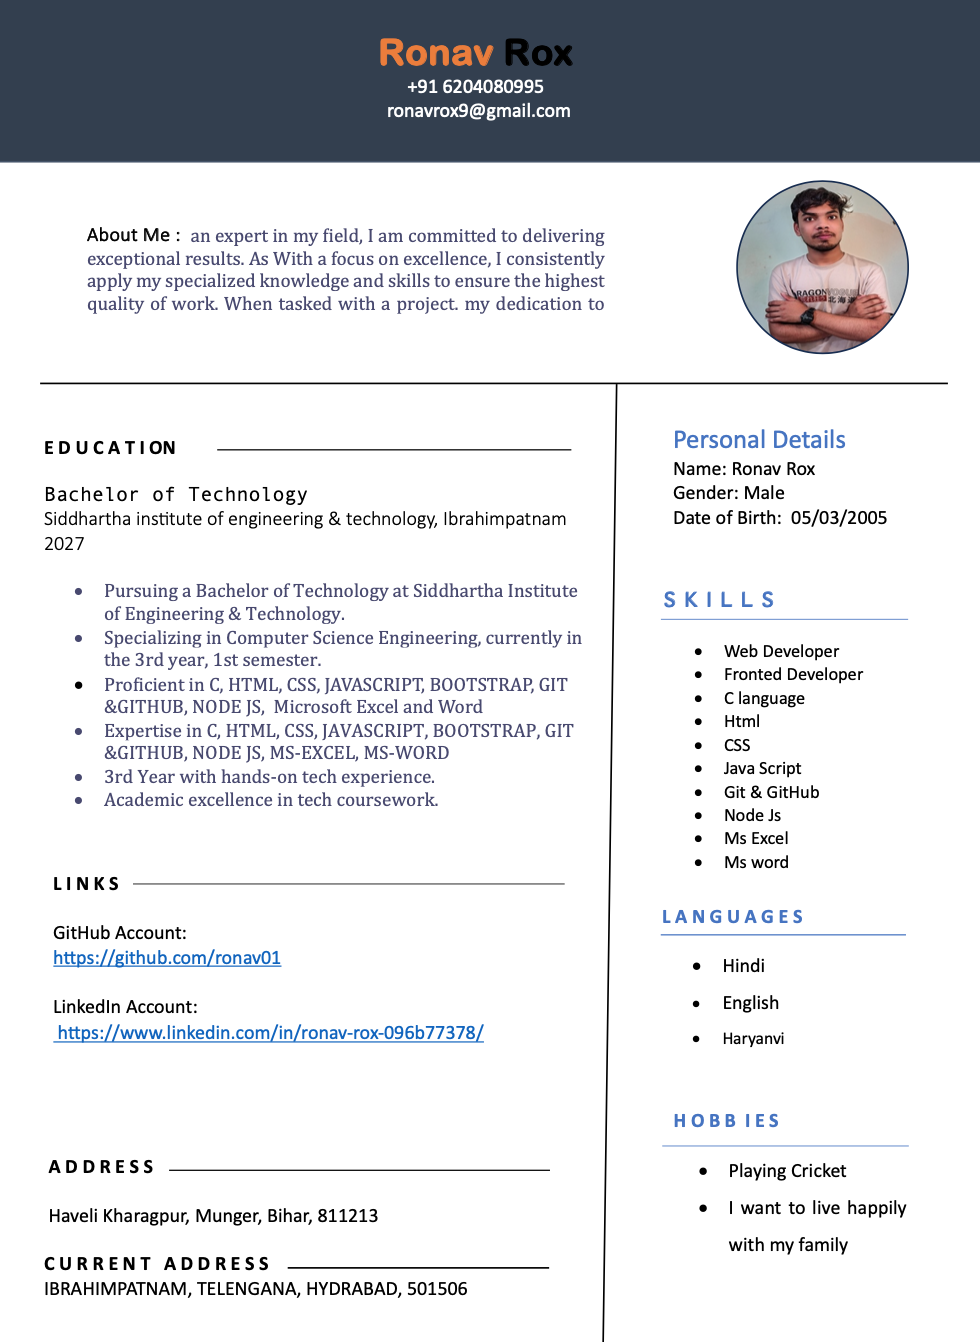 Ronav Rox
+91 6204080995
ronavrox9@gmail.com
About Me :  an expert in my field, I am committed to delivering
exceptional results. As With a focus on excellence, I consistently
apply my specialized knowledge and skills to ensure the highest
quality of work. When tasked with a project. my dedication to
EDUCATION
Bachelor of Technology
Siddhartha institute of engineering & technology, Ibrahimpatnam
2027
• Pursuing a Bachelor of Technology at Siddhartha Institute
of Engineering & Technology.
• Specializing in Computer Science Engineering, currently in
the 3rd year, 1st semester.
• Proficient in C, HTML, CSS, JAVASCRIPT, BOOTSTRAP, GIT
&GITHUB, NODE JS,  Microsoft Excel and Word
• Expertise in C, HTML, CSS, JAVASCRIPT, BOOTSTRAP, GIT
&GITHUB, NODE JS, MS-EXCEL, MS-WORD
• 3rd Year with hands-on tech experience.
• Academic excellence in tech coursework.
LINKS
GitHub Account:
https://github.com/ronav01
LinkedIn Account:
https://www.linkedin.com/in/ronav-rox-096b77378/
ADDRESS
Haveli Kharagpur, Munger, Bihar, 811213
CURRENT ADDRESS
IBRAHIMPATNAM, TELENGANA, HYDRABAD, 501506
Personal Details
Name: Ronav Rox
Gender: Male
Date of Birth:  05/03/2005
SKILLS
• Web Developer
• Fronted Developer
• C language
• Html
• CSS
• Java Script
• Git & GitHub
• Node Js
• Ms Excel
• Ms word
LANGUAGES
• Hindi
• English
• Haryanvi
HOBBIES
• Playing Cricket
• I want to live happily
with my family